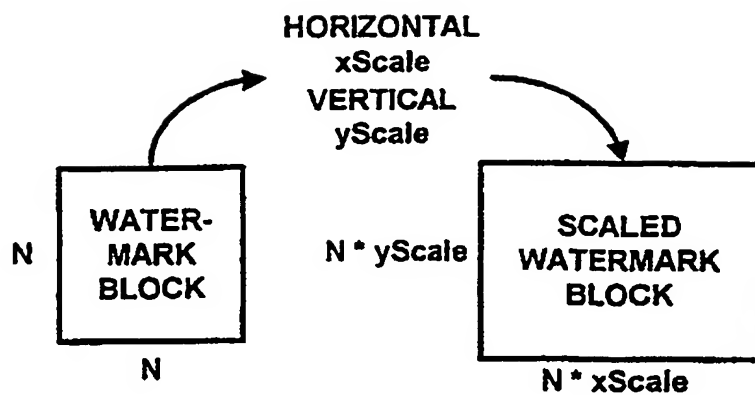 HORIZONTAL
xScale
VERTICAL
yScale
WATER-
MARK
BLOCK
N
N
SCALED
WATERMARK
BLOCK
N * yScale
N * xScale